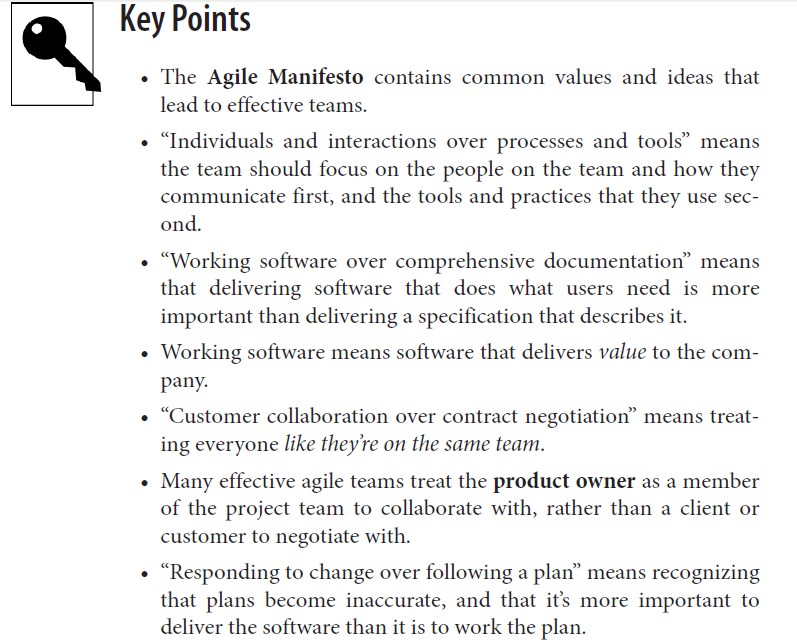 Key Points
• The Agile Manifesto contains common values and ideas that
lead to effective teams.
• “Individuals and interactions over processes and tools” means
the team should focus on the people on the team and how they
communicate first, and the tools and practices that they use sec-
ond.
• “Working software over comprehensive documentation” means
that delivering software that does what users need is more
important than delivering a specification that describes it.
• Working software means software that delivers value to the com-
pany.
• “Customer collaboration over contract negotiation” means treat-
ing everyone like they’re on the same team.
• Many effective agile teams treat the product owner as a member
of the project team to collaborate with, rather than a client or
customer to negotiate with.
• “Responding to change over following a plan” means recognizing
that plans become inaccurate, and that it’s more important to
deliver the software than it is to work the plan.